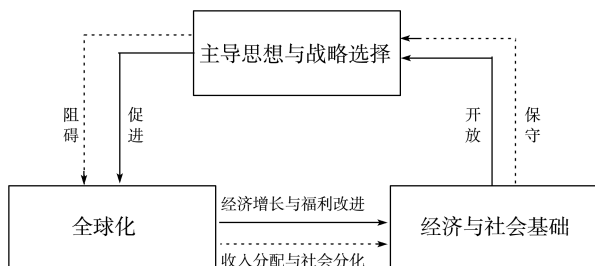 主导思想与战略选择
阻碍
促进
开放
保守
经济增长与福利改进
全球化
经济与社会基础
收入分配与社会分化